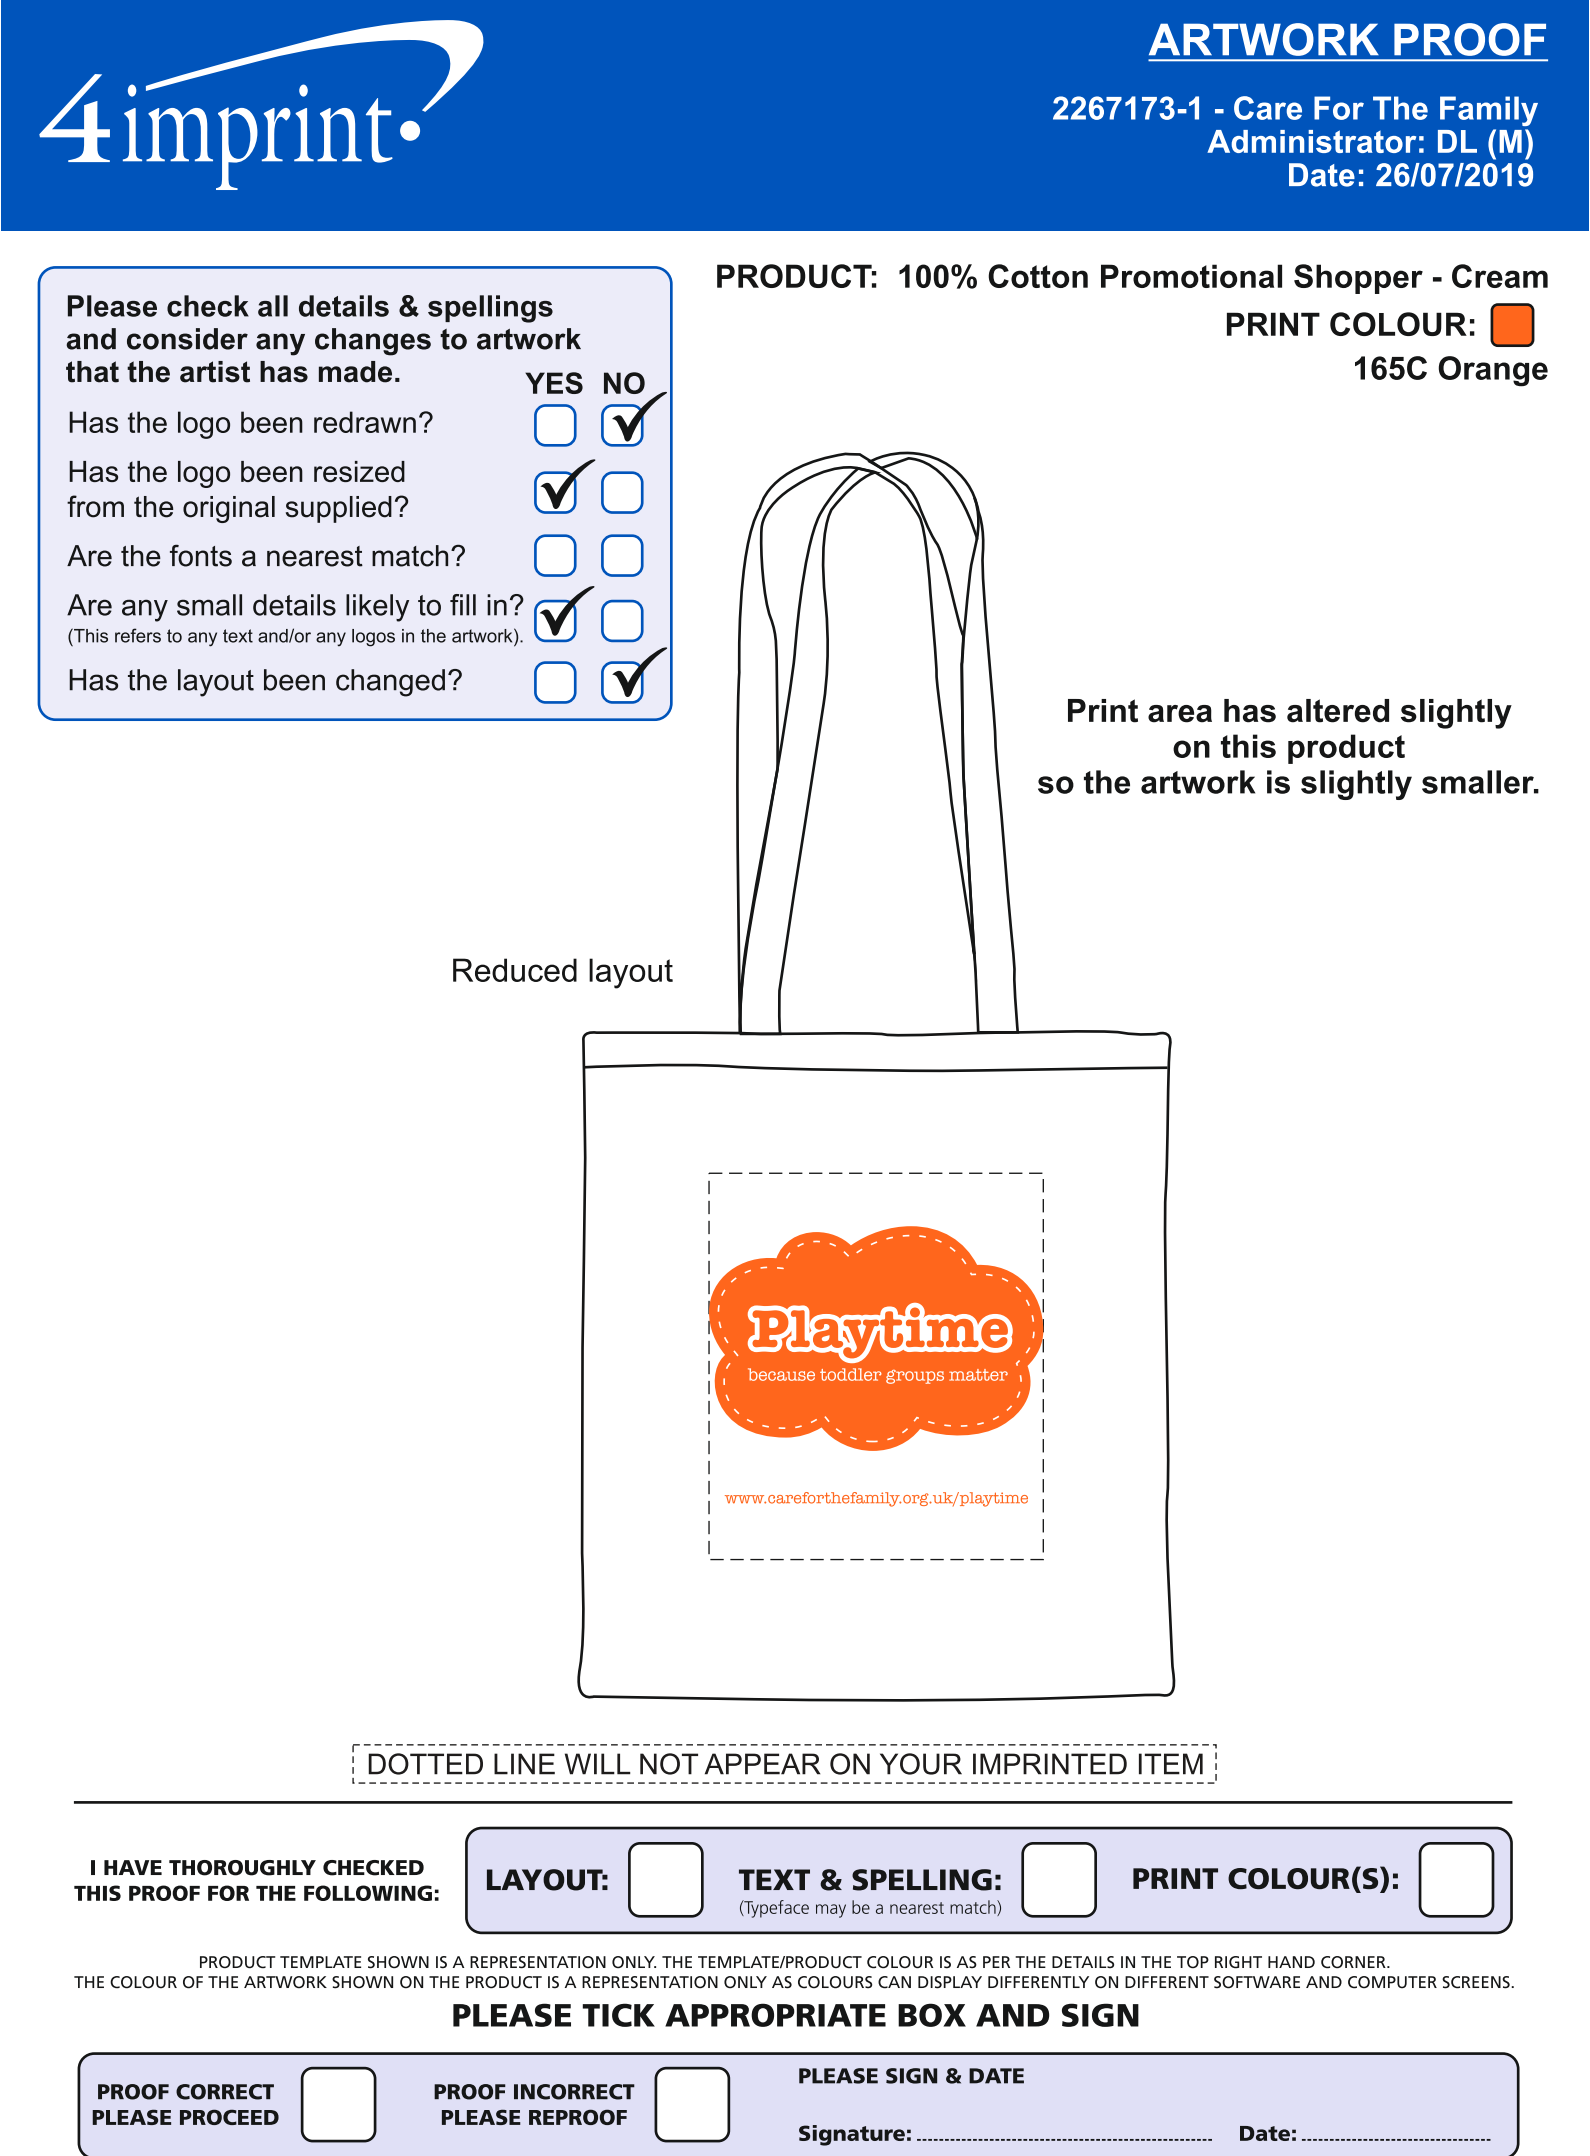 4imprint
ARTWORK PROOF
2267173-1 - Care For The Family
Administrator: DL (M)
Date: 26/07/2019
Please check all details & spellings
and consider any changes to artwork
that the artist has made.
YES NO
Has the logo been redrawn?
Has the logo been resized
from the original supplied?
Are the fonts a nearest match?
Are any small details likely to fill in?
(This refers to any text and/or any logos in the artwork).
Has the layout been changed?
PRODUCT: 100% Cotton Promotional Shopper - Cream
PRINT COLOUR:
165C Orange
Print area has altered slightly
on this product
so the artwork is slightly smaller.
Reduced layout
Playtime
because toddler groups matter
www.careforthefamily.org.uk/playtime
DOTTED LINE WILL NOT APPEAR ON YOUR IMPRINTED ITEM
I HAVE THOROUGHLY CHECKED
THIS PROOF FOR THE FOLLOWING:
LAYOUT:
TEXT & SPELLING:
(Typeface may be a nearest match)
PRINT COLOUR(S):
PRODUCT TEMPLATE SHOWN IS A REPRESENTATION ONLY. THE TEMPLATE/PRODUCT COLOUR IS AS PER THE DETAILS IN THE TOP RIGHT HAND CORNER.
THE COLOUR OF THE ARTWORK SHOWN ON THE PRODUCT IS A REPRESENTATION ONLY AS COLOURS CAN DISPLAY DIFFERENTLY ON DIFFERENT SOFTWARE AND COMPUTER SCREENS.
PLEASE TICK APPROPRIATE BOX AND SIGN
PROOF CORRECT
PLEASE PROCEED
PROOF INCORRECT
PLEASE REPROOF
PLEASE SIGN & DATE
Signature: Date: